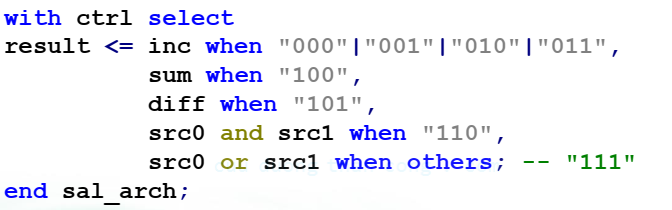 with ctrl select
result <= inc when "000"|"001"|"010"|"011",
sum when "100",
diff when "101",
src0 and src1 when "110",
src0 or src1 when others; -- "111"
end sal_arch;